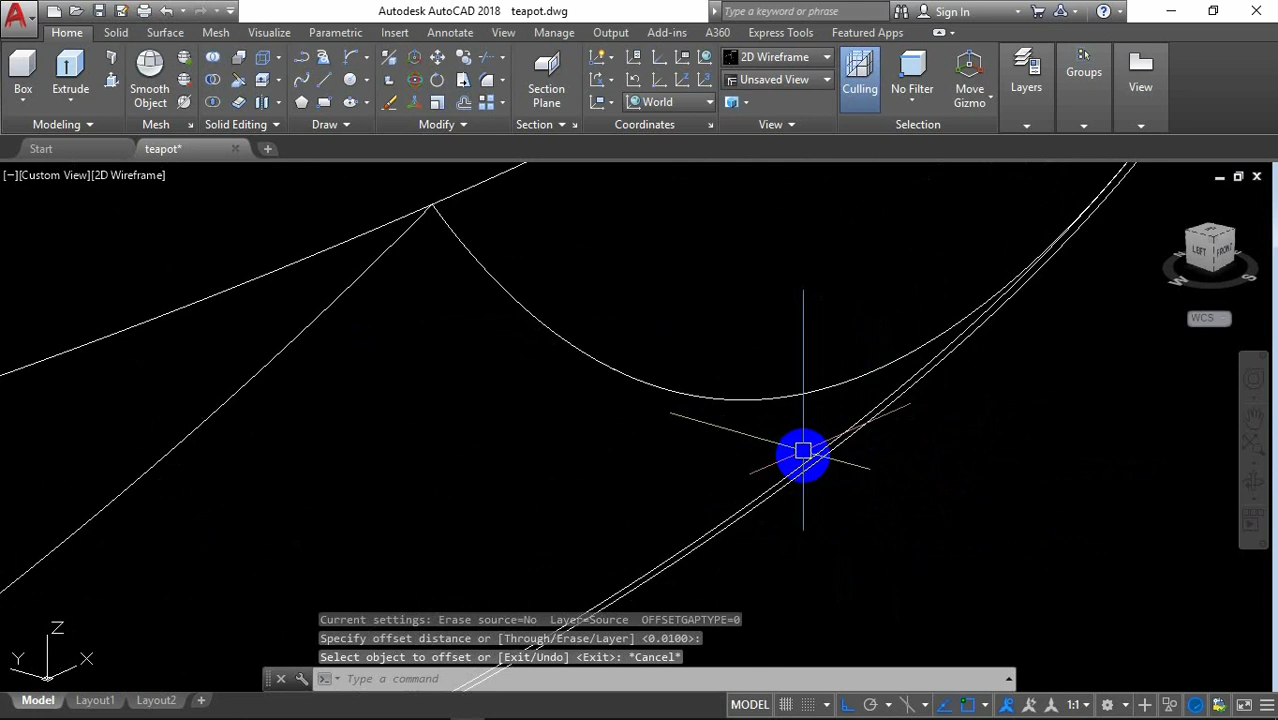 Autodesk AutoCAD 2018 teapot.dwg
Type a keyword or phrase
Sign In
Home Solid Surface Mesh Visualize Parametric Insert Annotate View Manage Output Add-ins A360 Express Tools Featured Apps
2D Wireframe
Unsaved View
World
Box
Extrude
Smooth
Object
Section
Plane
Culling
No Filter
Move
Gizmo
Layers
Groups
View
Modeling
Mesh
Solid Editing
Draw
Modify
Section
Coordinates
View
Selection
Start
teapot*
[−][Custom View][2D Wireframe]
LEFT
FRONT
S
WCS
Z
Y
X
Current settings: Erase source=No Layer=Source OFFSETGAPTYPE=0
Specify offset distance or [Through/Erase/Layer] <0.0100>:
Select object to offset or [Exit/Undo] <Exit>: *Cancel*
Type a command
Model
Layout1
Layout2
MODEL
1:1